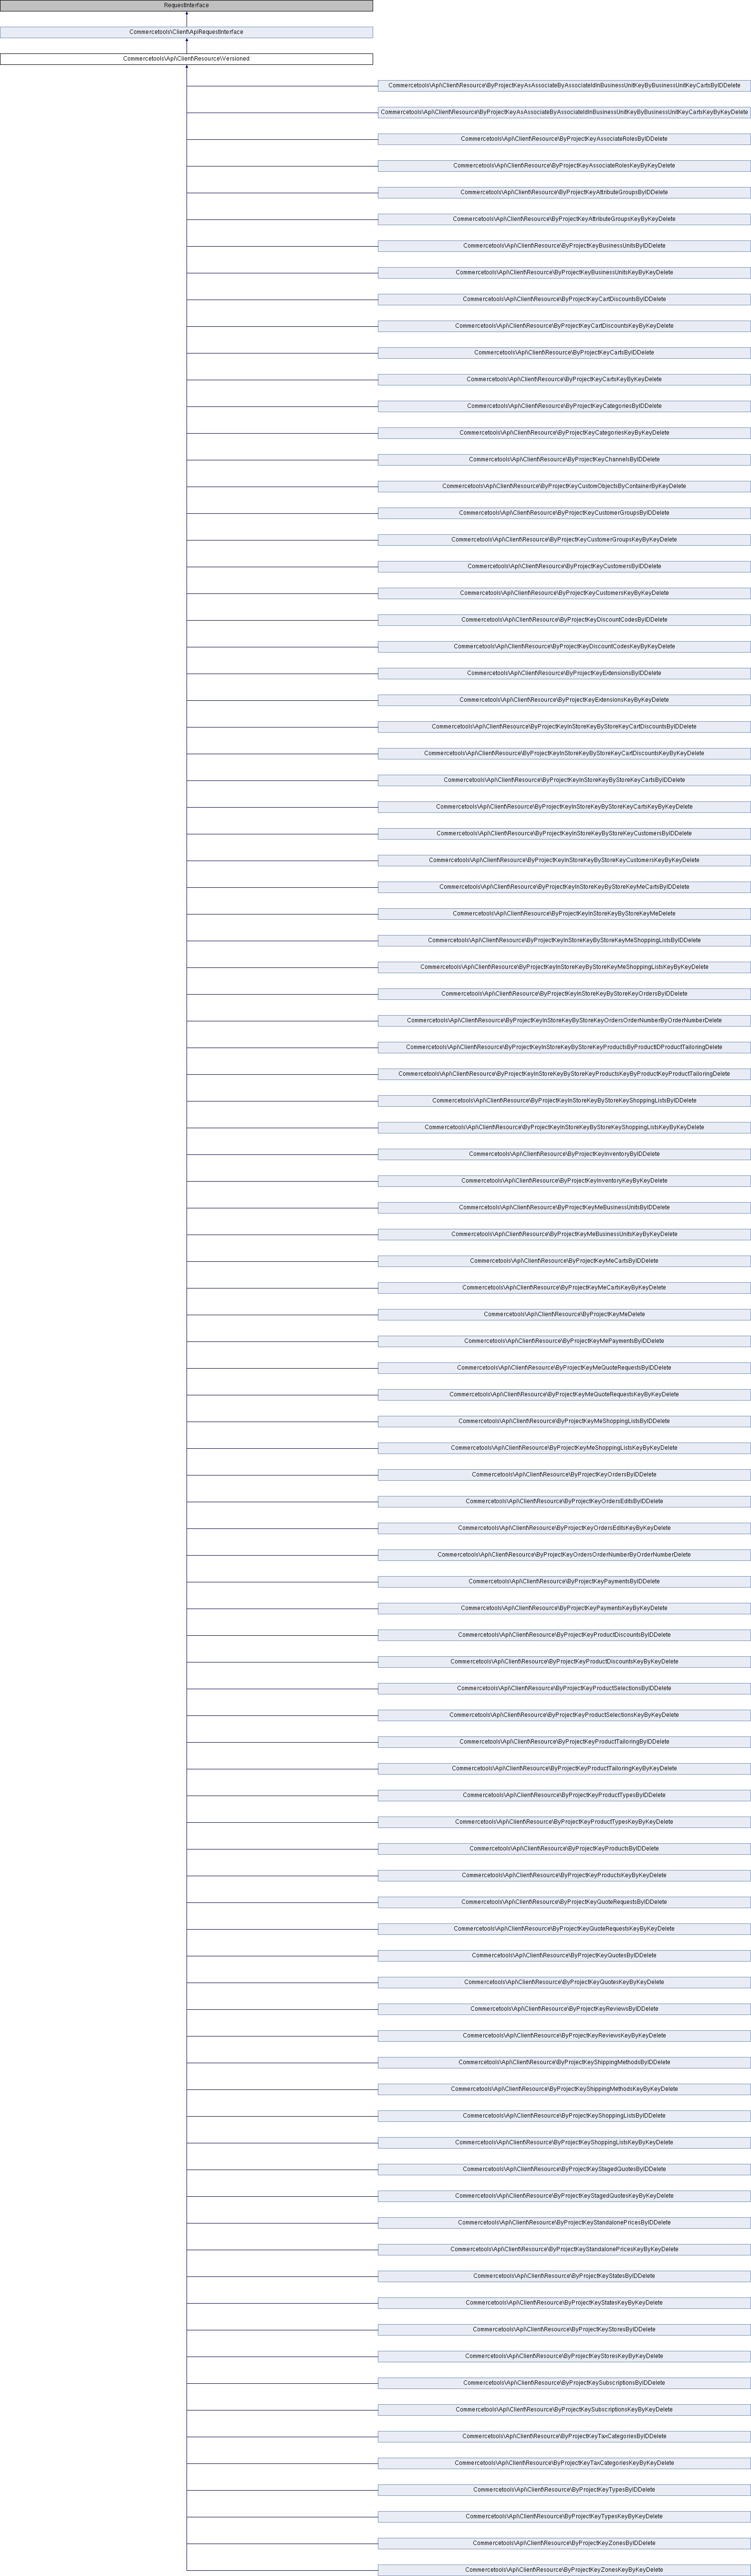 RequestInterface
Commercetools\Client\ApiRequestInterface
Commercetools\Api\Client\Resource\Versioned
Commercetools\Api\Client\Resource\ByProjectKeyAsAssociateByAssociateIdInBusinessUnitKeyByBusinessUnitKeyCartsByIDDelete
Commercetools\Api\Client\Resource\ByProjectKeyAsAssociateByAssociateIdInBusinessUnitKeyByBusinessUnitKeyCartsKeyByKeyDelete
Commercetools\Api\Client\Resource\ByProjectKeyAssociateRolesByIDDelete
Commercetools\Api\Client\Resource\ByProjectKeyAssociateRolesKeyByKeyDelete
Commercetools\Api\Client\Resource\ByProjectKeyAttributeGroupsByIDDelete
Commercetools\Api\Client\Resource\ByProjectKeyAttributeGroupsKeyByKeyDelete
Commercetools\Api\Client\Resource\ByProjectKeyBusinessUnitsByIDDelete
Commercetools\Api\Client\Resource\ByProjectKeyBusinessUnitsKeyByKeyDelete
Commercetools\Api\Client\Resource\ByProjectKeyCartDiscountsByIDDelete
Commercetools\Api\Client\Resource\ByProjectKeyCartDiscountsKeyByKeyDelete
Commercetools\Api\Client\Resource\ByProjectKeyCartsByIDDelete
Commercetools\Api\Client\Resource\ByProjectKeyCartsKeyByKeyDelete
Commercetools\Api\Client\Resource\ByProjectKeyCategoriesByIDDelete
Commercetools\Api\Client\Resource\ByProjectKeyCategoriesKeyByKeyDelete
Commercetools\Api\Client\Resource\ByProjectKeyChannelsByIDDelete
Commercetools\Api\Client\Resource\ByProjectKeyCustomObjectsByContainerByKeyDelete
Commercetools\Api\Client\Resource\ByProjectKeyCustomerGroupsByIDDelete
Commercetools\Api\Client\Resource\ByProjectKeyCustomerGroupsKeyByKeyDelete
Commercetools\Api\Client\Resource\ByProjectKeyCustomersByIDDelete
Commercetools\Api\Client\Resource\ByProjectKeyCustomersKeyByKeyDelete
Commercetools\Api\Client\Resource\ByProjectKeyDiscountCodesByIDDelete
Commercetools\Api\Client\Resource\ByProjectKeyDiscountCodesKeyByKeyDelete
Commercetools\Api\Client\Resource\ByProjectKeyExtensionsByIDDelete
Commercetools\Api\Client\Resource\ByProjectKeyExtensionsKeyByKeyDelete
Commercetools\Api\Client\Resource\ByProjectKeyInStoreKeyByStoreKeyCartDiscountsByIDDelete
Commercetools\Api\Client\Resource\ByProjectKeyInStoreKeyByStoreKeyCartDiscountsKeyByKeyDelete
Commercetools\Api\Client\Resource\ByProjectKeyInStoreKeyByStoreKeyCartsByIDDelete
Commercetools\Api\Client\Resource\ByProjectKeyInStoreKeyByStoreKeyCartsKeyByKeyDelete
Commercetools\Api\Client\Resource\ByProjectKeyInStoreKeyByStoreKeyCustomersByIDDelete
Commercetools\Api\Client\Resource\ByProjectKeyInStoreKeyByStoreKeyCustomersKeyByKeyDelete
Commercetools\Api\Client\Resource\ByProjectKeyInStoreKeyByStoreKeyMeCartsByIDDelete
Commercetools\Api\Client\Resource\ByProjectKeyInStoreKeyByStoreKeyMeDelete
Commercetools\Api\Client\Resource\ByProjectKeyInStoreKeyByStoreKeyMeShoppingListsByIDDelete
Commercetools\Api\Client\Resource\ByProjectKeyInStoreKeyByStoreKeyMeShoppingListsKeyByKeyDelete
Commercetools\Api\Client\Resource\ByProjectKeyInStoreKeyByStoreKeyOrdersByIDDelete
Commercetools\Api\Client\Resource\ByProjectKeyInStoreKeyByStoreKeyOrdersOrderNumberByOrderNumberDelete
Commercetools\Api\Client\Resource\ByProjectKeyInStoreKeyByStoreKeyProductsByProductIDProductTailoringDelete
Commercetools\Api\Client\Resource\ByProjectKeyInStoreKeyByStoreKeyProductsKeyByProductKeyProductTailoringDelete
Commercetools\Api\Client\Resource\ByProjectKeyInStoreKeyByStoreKeyShoppingListsByIDDelete
Commercetools\Api\Client\Resource\ByProjectKeyInStoreKeyByStoreKeyShoppingListsKeyByKeyDelete
Commercetools\Api\Client\Resource\ByProjectKeyInventoryByIDDelete
Commercetools\Api\Client\Resource\ByProjectKeyInventoryKeyByKeyDelete
Commercetools\Api\Client\Resource\ByProjectKeyMeBusinessUnitsByIDDelete
Commercetools\Api\Client\Resource\ByProjectKeyMeBusinessUnitsKeyByKeyDelete
Commercetools\Api\Client\Resource\ByProjectKeyMeCartsByIDDelete
Commercetools\Api\Client\Resource\ByProjectKeyMeCartsKeyByKeyDelete
Commercetools\Api\Client\Resource\ByProjectKeyMeDelete
Commercetools\Api\Client\Resource\ByProjectKeyMePaymentsByIDDelete
Commercetools\Api\Client\Resource\ByProjectKeyMeQuoteRequestsByIDDelete
Commercetools\Api\Client\Resource\ByProjectKeyMeQuoteRequestsKeyByKeyDelete
Commercetools\Api\Client\Resource\ByProjectKeyMeShoppingListsByIDDelete
Commercetools\Api\Client\Resource\ByProjectKeyMeShoppingListsKeyByKeyDelete
Commercetools\Api\Client\Resource\ByProjectKeyOrdersByIDDelete
Commercetools\Api\Client\Resource\ByProjectKeyOrdersEditsByIDDelete
Commercetools\Api\Client\Resource\ByProjectKeyOrdersEditsKeyByKeyDelete
Commercetools\Api\Client\Resource\ByProjectKeyOrdersOrderNumberByOrderNumberDelete
Commercetools\Api\Client\Resource\ByProjectKeyPaymentsByIDDelete
Commercetools\Api\Client\Resource\ByProjectKeyPaymentsKeyByKeyDelete
Commercetools\Api\Client\Resource\ByProjectKeyProductDiscountsByIDDelete
Commercetools\Api\Client\Resource\ByProjectKeyProductDiscountsKeyByKeyDelete
Commercetools\Api\Client\Resource\ByProjectKeyProductSelectionsByIDDelete
Commercetools\Api\Client\Resource\ByProjectKeyProductSelectionsKeyByKeyDelete
Commercetools\Api\Client\Resource\ByProjectKeyProductTailoringByIDDelete
Commercetools\Api\Client\Resource\ByProjectKeyProductTailoringKeyByKeyDelete
Commercetools\Api\Client\Resource\ByProjectKeyProductTypesByIDDelete
Commercetools\Api\Client\Resource\ByProjectKeyProductTypesKeyByKeyDelete
Commercetools\Api\Client\Resource\ByProjectKeyProductsByIDDelete
Commercetools\Api\Client\Resource\ByProjectKeyProductsKeyByKeyDelete
Commercetools\Api\Client\Resource\ByProjectKeyQuoteRequestsByIDDelete
Commercetools\Api\Client\Resource\ByProjectKeyQuoteRequestsKeyByKeyDelete
Commercetools\Api\Client\Resource\ByProjectKeyQuotesByIDDelete
Commercetools\Api\Client\Resource\ByProjectKeyQuotesKeyByKeyDelete
Commercetools\Api\Client\Resource\ByProjectKeyReviewsByIDDelete
Commercetools\Api\Client\Resource\ByProjectKeyReviewsKeyByKeyDelete
Commercetools\Api\Client\Resource\ByProjectKeyShippingMethodsByIDDelete
Commercetools\Api\Client\Resource\ByProjectKeyShippingMethodsKeyByKeyDelete
Commercetools\Api\Client\Resource\ByProjectKeyShoppingListsByIDDelete
Commercetools\Api\Client\Resource\ByProjectKeyShoppingListsKeyByKeyDelete
Commercetools\Api\Client\Resource\ByProjectKeyStagedQuotesByIDDelete
Commercetools\Api\Client\Resource\ByProjectKeyStagedQuotesKeyByKeyDelete
Commercetools\Api\Client\Resource\ByProjectKeyStandalonePricesByIDDelete
Commercetools\Api\Client\Resource\ByProjectKeyStandalonePricesKeyByKeyDelete
Commercetools\Api\Client\Resource\ByProjectKeyStatesByIDDelete
Commercetools\Api\Client\Resource\ByProjectKeyStatesKeyByKeyDelete
Commercetools\Api\Client\Resource\ByProjectKeyStoresByIDDelete
Commercetools\Api\Client\Resource\ByProjectKeyStoresKeyByKeyDelete
Commercetools\Api\Client\Resource\ByProjectKeySubscriptionsByIDDelete
Commercetools\Api\Client\Resource\ByProjectKeySubscriptionsKeyByKeyDelete
Commercetools\Api\Client\Resource\ByProjectKeyTaxCategoriesByIDDelete
Commercetools\Api\Client\Resource\ByProjectKeyTaxCategoriesKeyByKeyDelete
Commercetools\Api\Client\Resource\ByProjectKeyTypesByIDDelete
Commercetools\Api\Client\Resource\ByProjectKeyTypesKeyByKeyDelete
Commercetools\Api\Client\Resource\ByProjectKeyZonesByIDDelete
Commercetools\Api\Client\Resource\ByProjectKeyZonesKeyByKeyDelete